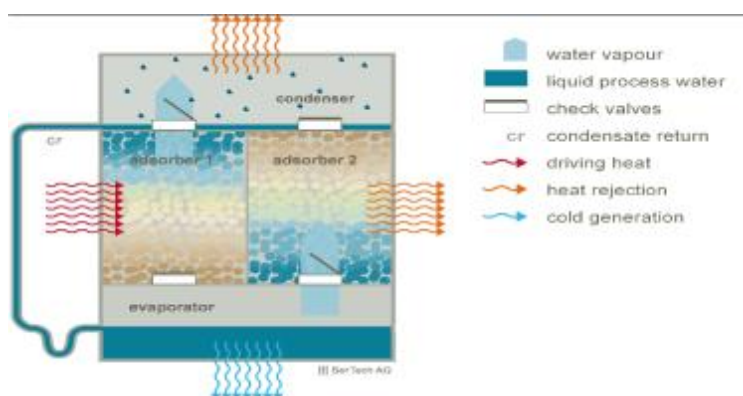 water vapour
liquid process water
condenser
check valves
cr
cr condensate return
adsorber 1
adsorber 2
driving heat
heat rejection
cold generation
evaporator
SorTech AG